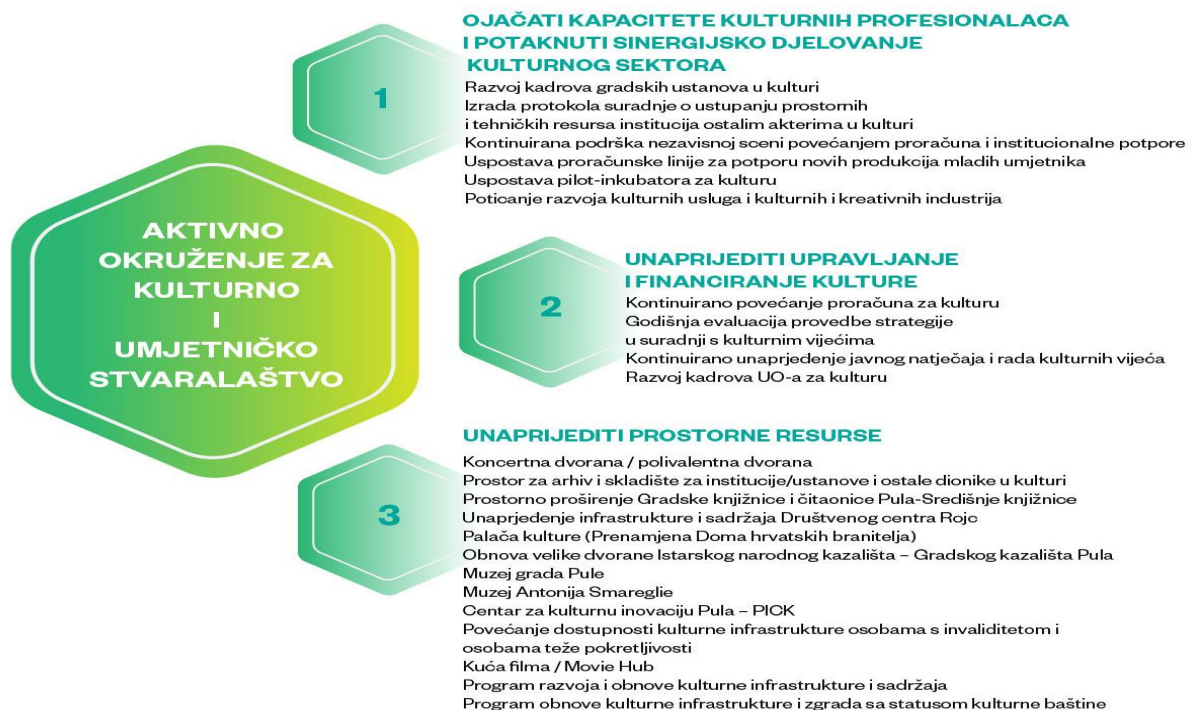 AKTIVNO
OKRUŽENJE ZA
KULTURNO
I
UMJETNIČKO
STVARALAŠTVO
1
OJAČATI KAPACITETE KULTURNIH PROFESIONALACA
I POTAKNUTI SINERGIJSKO DJELOVANJE
KULTURNOG SEKTORA
Razvoj kadrova gradskih ustanova u kulturi
Izrada protokola suradnje o ustupanju prostornih
i tehničkih resursa institucija ostalim akterima u kulturi
Kontinuirana podrška nezavisnoj sceni povećanjem proračuna i institucionalne potpore
Uspostava proračunske linije za potporu novih produkcija mladih umjetnika
Uspostava pilot-inkubatora za kulturu
Poticanje razvoja kulturnih usluga i kulturnih i kreativnih industrija
2
UNAPRIJEDITI UPRAVLJANJE
I FINANCIRANJE KULTURE
Kontinuirano povećanje proračuna za kulturu
Godišnja evaluacija provedbe strategije
u suradnji s kulturnim vijećima
Kontinuirano unaprjeđenje javnog natječaja i rada kulturnih vijeća
Razvoj kadrova UO-a za kulturu
3
UNAPRIJEDITI PROSTORNE RESURSE
Koncertna dvorana / polivalentna dvorana
Prostor za arhiv i skladište za institucije/ustanove i ostale dionike u kulturi
Prostorno proširenje Gradske knjižnice i čitaonice Pula-Središnje knjižnice
Unaprjeđenje infrastrukture i sadržaja Društvenog centra Rojc
Palača kulture (Prenamjena Doma hrvatskih branitelja)
Obnova velike dvorane Istarskog narodnog kazališta – Gradskog kazališta Pula
Muzej grada Pule
Muzej Antonija Smareglie
Centar za kulturnu inovaciju Pula – PICK
Povećanje dostupnosti kulturne infrastrukture osobama s invaliditetom i
osobama teže pokretljivosti
Kuća filma / Movie Hub
Program razvoja i obnove kulturne infrastrukture i sadržaja
Program obnove kulturne infrastrukture i zgrada sa statusom kulturne baštine